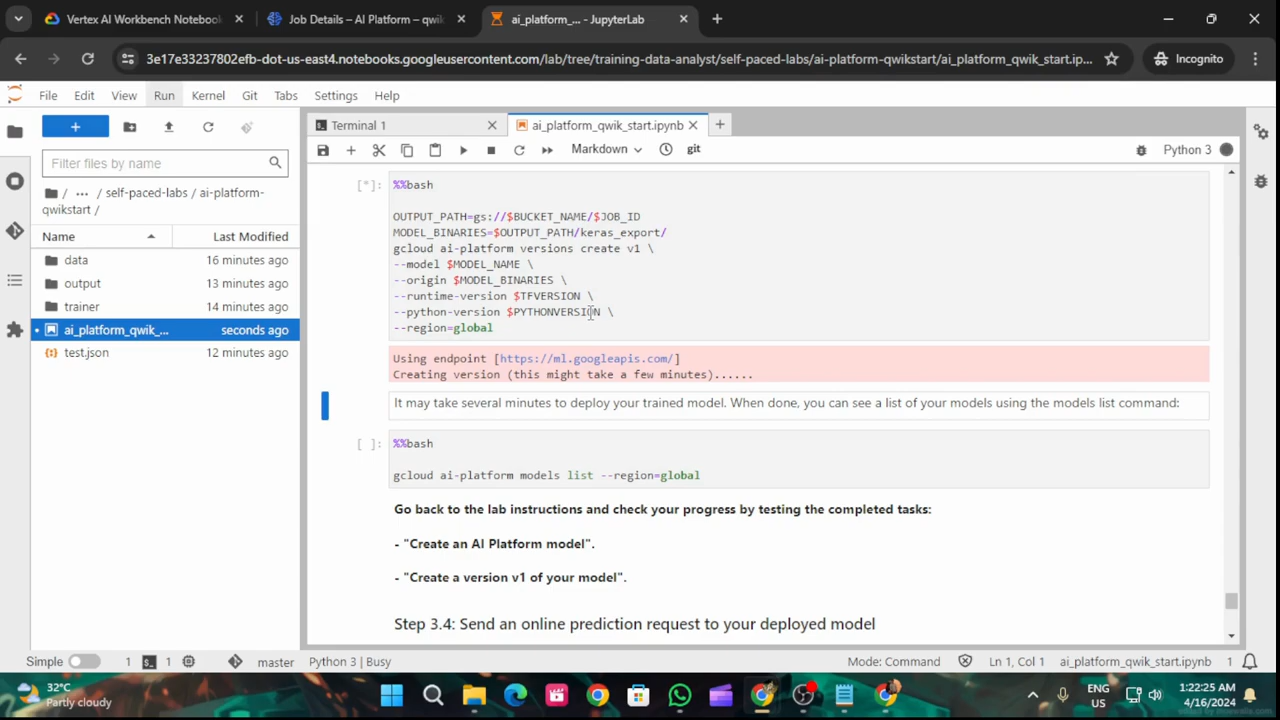 Vertex AI Workbench Notebook
Job Details – AI Platform – qwik
ai_platform_... - JupyterLab
3e17e33237802efb-dot-us-east4.notebooks.googleusercontent.com/lab/tree/training-data-analyst/self-paced-labs/ai-platform-qwikstart/ai_platform_qwik_start.ip...
Incognito
File Edit View Run Kernel Git Tabs Settings Help
Terminal 1
ai_platform_qwik_start.ipynb
Filter files by name
Markdown
git
Python 3
/ ... / self-paced-labs / ai-platform-
qwikstart /
Name Last Modified
data 16 minutes ago
output 13 minutes ago
trainer 14 minutes ago
ai_platform_qwik_... seconds ago
test.json 12 minutes ago
[*]: %%bash
OUTPUT_PATH=gs://$BUCKET_NAME/$JOB_ID
MODEL_BINARIES=$OUTPUT_PATH/keras_export/
gcloud ai-platform versions create v1 \
--model $MODEL_NAME \
--origin $MODEL_BINARIES \
--runtime-version $TFVERSION \
--python-version $PYTHONVERSION \
--region=global
Using endpoint [https://ml.googleapis.com/]
Creating version (this might take a few minutes)......
It may take several minutes to deploy your trained model. When done, you can see a list of your models using the models list command:
[ ]: %%bash
gcloud ai-platform models list --region=global
Go back to the lab instructions and check your progress by testing the completed tasks:
- "Create an AI Platform model".
- "Create a version v1 of your model".
Step 3.4: Send an online prediction request to your deployed model
Simple 1 1 master Python 3 | Busy Mode: Command Ln 1, Col 1 ai_platform_qwik_start.ipynb 1
32°C
Partly cloudy
ENG
US
1:22:25 AM
4/16/2024